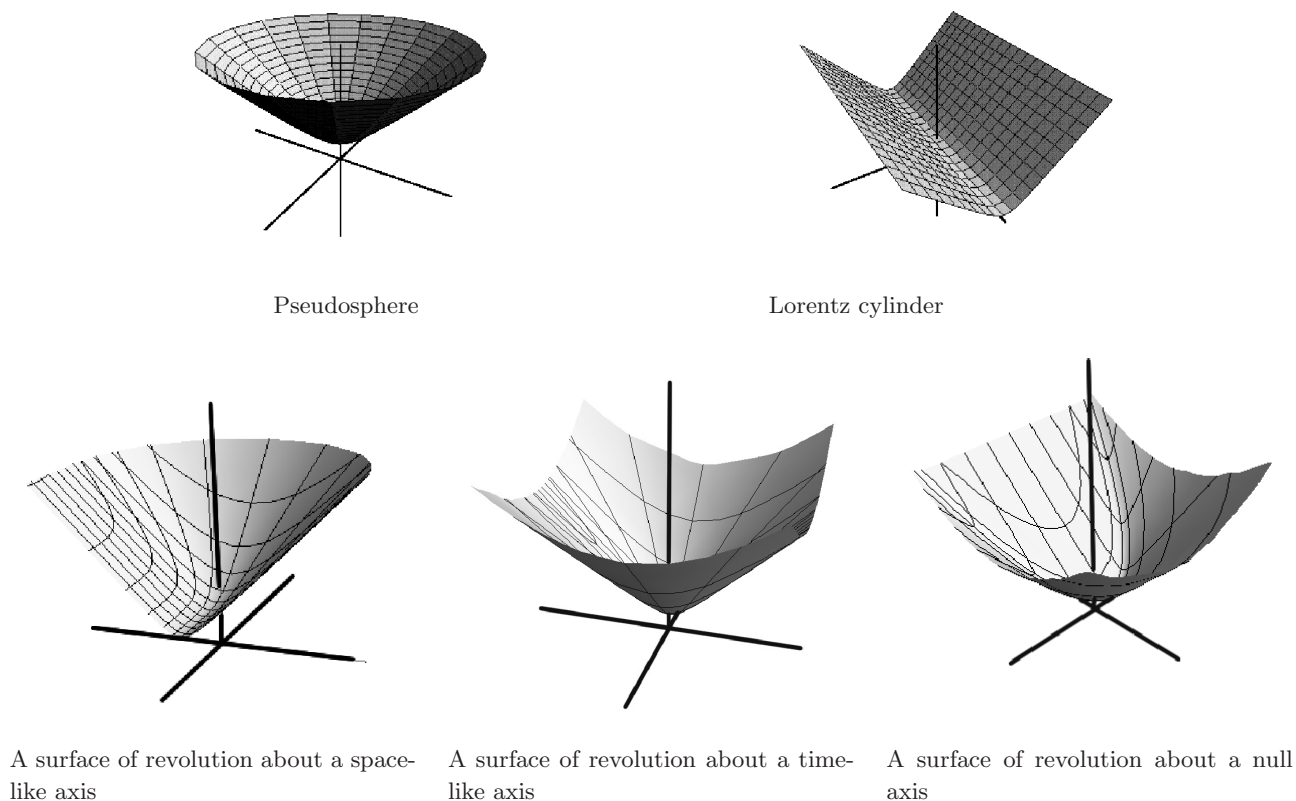 Pseudosphere
Lorentz cylinder
A surface of revolution about a space-
like axis
A surface of revolution about a time-
like axis
A surface of revolution about a null
axis